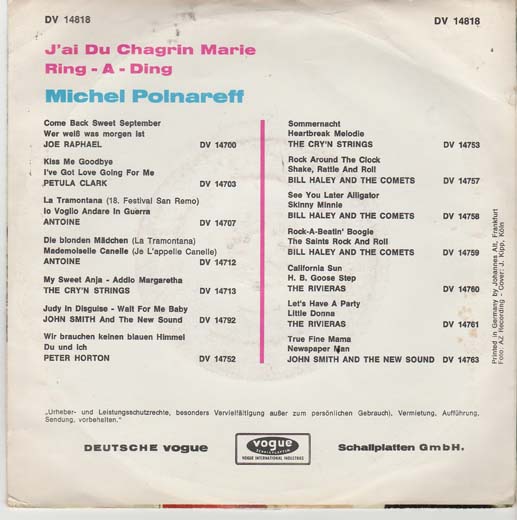 DV 14818
DV 14818
J'ai Du Chagrin Marie
Ring - A - Ding
Michel Polnareff
Come Back Sweet September
Wer weiß was morgen ist
JOE RAPHAEL DV 14700
Kiss Me Goodbye
I've Got Love Going For Me
PETULA CLARK DV 14703
La Tramontana (18. Festival San Remo)
Io Voglio Andare In Guerra
ANTOINE DV 14707
Die blonden Mädchen (La Tramontana)
Mademoiselle Canelle (Je L'appelle Canelle)
ANTOINE DV 14712
My Sweet Anja - Addio Margaretha
THE CRY'N STRINGS DV 14713
Judy In Disguise - Wait For Me Baby
JOHN SMITH And The New Sound DV 14792
Wir brauchen keinen blauen Himmel
Du und ich
PETER HORTON DV 14752
Sommernacht
Heartbreak Melodie
THE CRY'N STRINGS DV 14753
Rock Around The Clock
Shake, Rattle And Roll
BILL HALEY AND THE COMETS DV 14757
See You Later Alligator
Skinny Minnie
BILL HALEY AND THE COMETS DV 14758
Rock-A-Beatin' Boogie
The Saints Rock And Roll
BILL HALEY AND THE COMETS DV 14759
California Sun
H. B. Goose Step
THE RIVIERAS DV 14760
Let's Have A Party
Little Donna
THE RIVIERAS DV 14761
True Fine Mama
Newspaper Man
JOHN SMITH AND THE NEW SOUND DV 14763
Printed in Germany by Johannes Alt, Frankfurt
Foto: AZ Recording - Cover: J. Kipp, Köln
„Urheber- und Leistungsschutzrechte, besonders Vervielfältigung außer zum persönlichen Gebrauch), Vermietung, Aufführung,
Sendung, vorbehalten."
DEUTSCHE vogue
vogue
SCHALLPLATTEN
VOGUE INTERNATIONAL INDUSTRIES
Schallplatten GmbH.